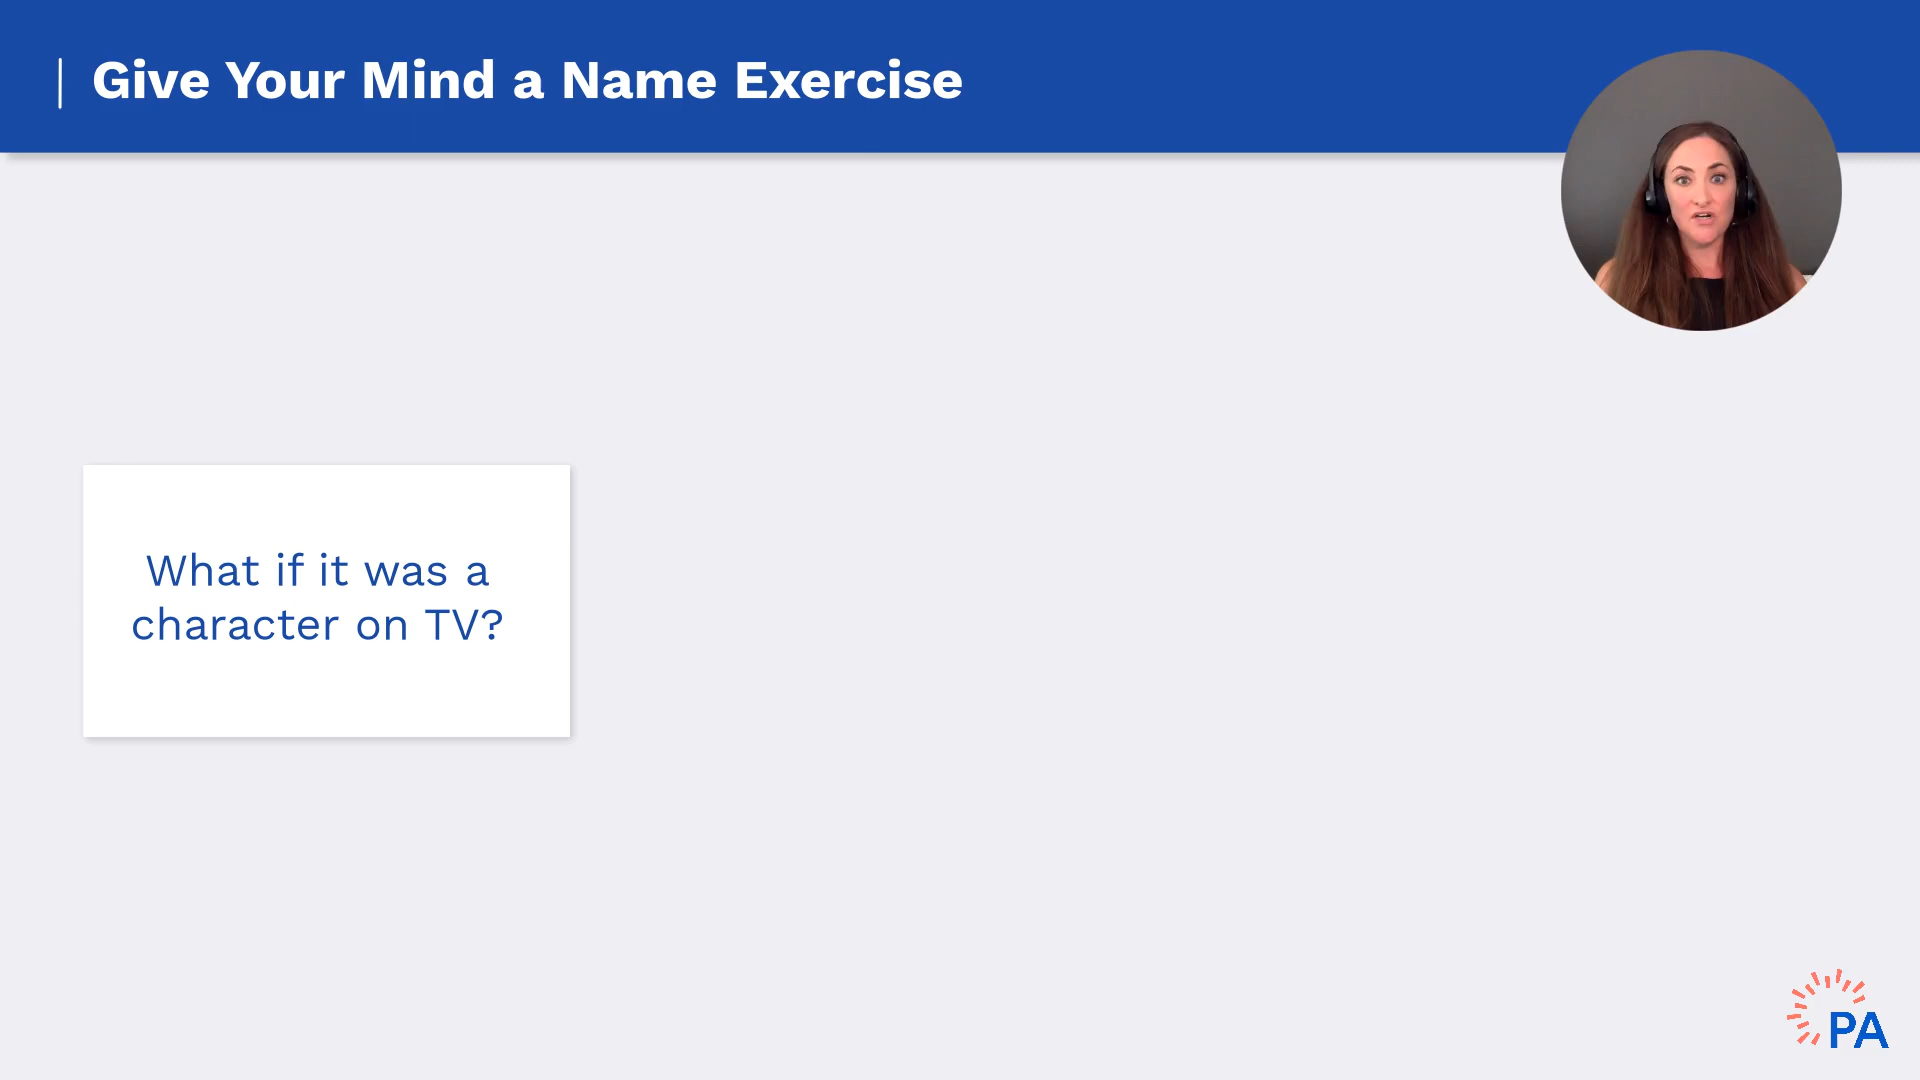 Give Your Mind a Name Exercise
What if it was a
character on TV?
PA